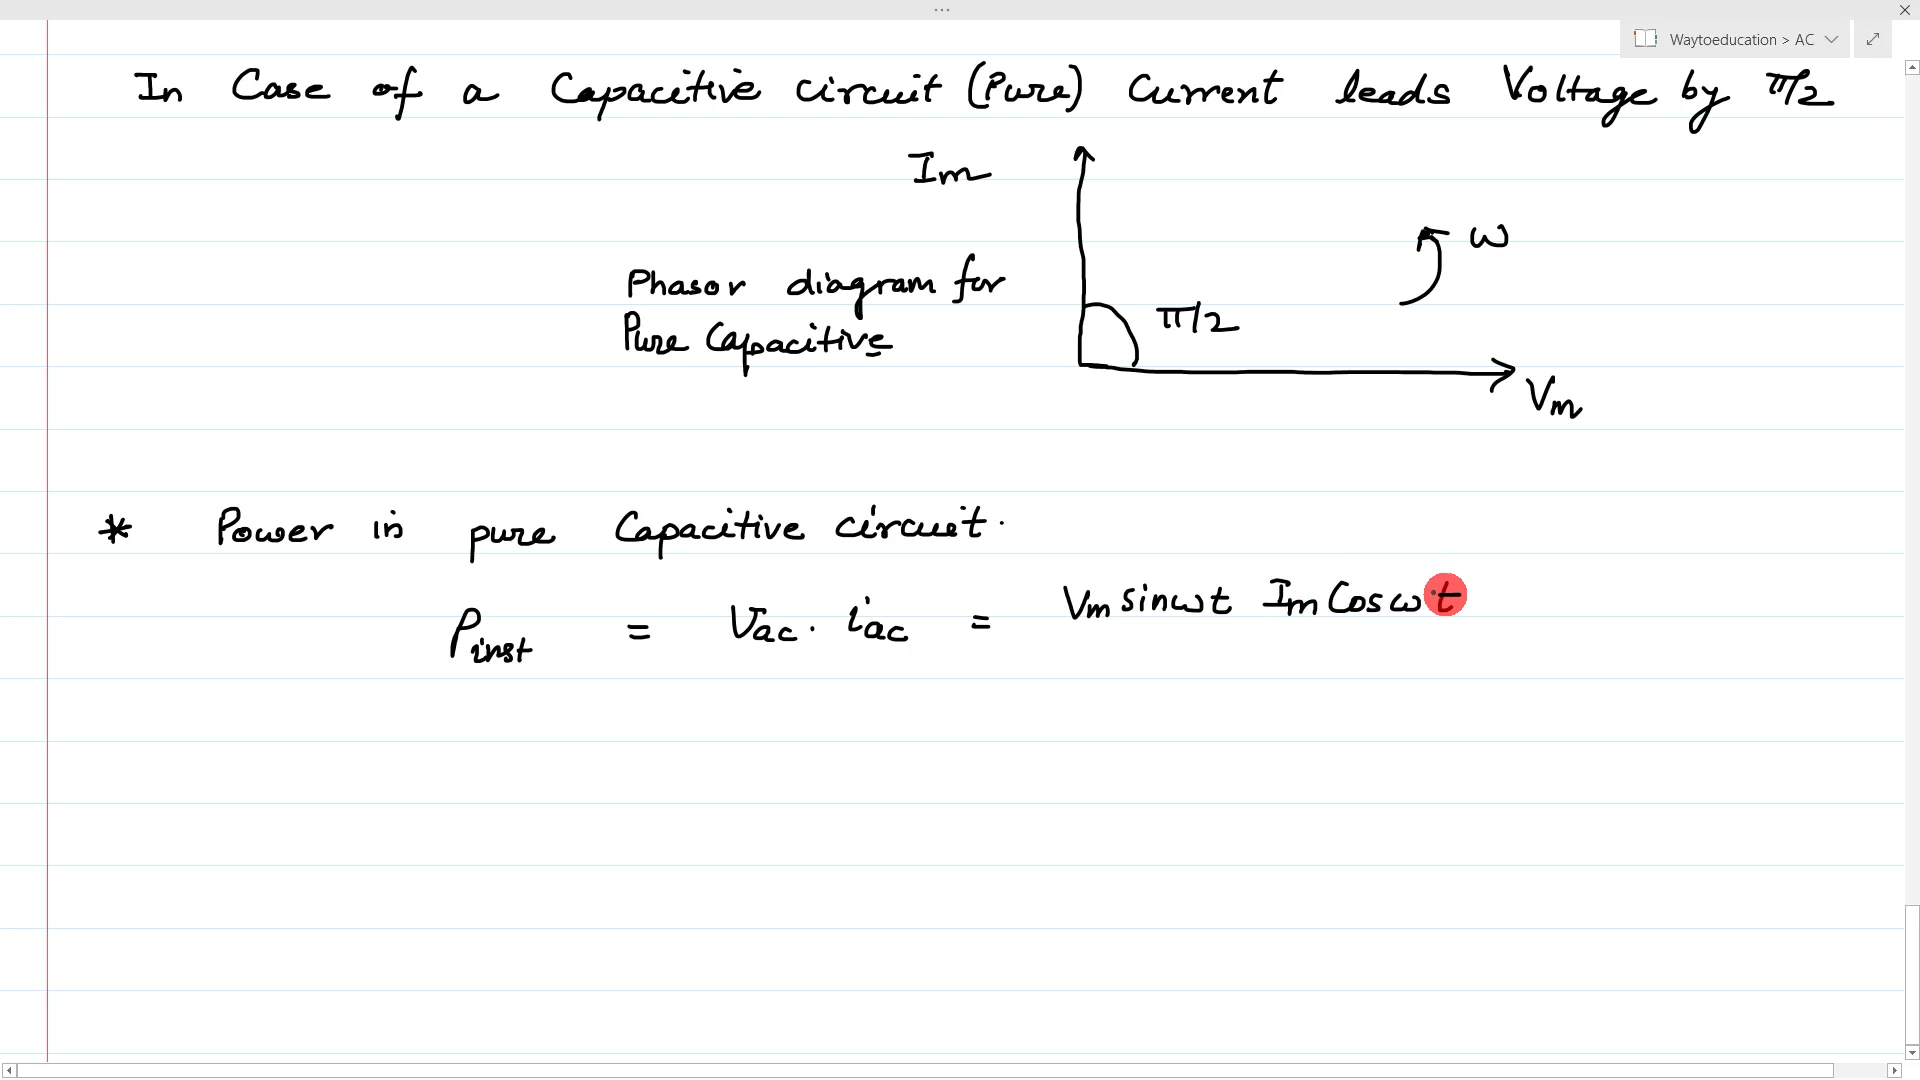 Waytoeducation > AC
In Case of a Capacitive circuit (Pure) Current leads Voltage by π/2
Im
ω
Phasor diagram for
π/2
Pure Capacitive
Vm
* Power in pure Capacitive circuit.
Pinst = Vac . iac = Vm sinωt Im Cosωt